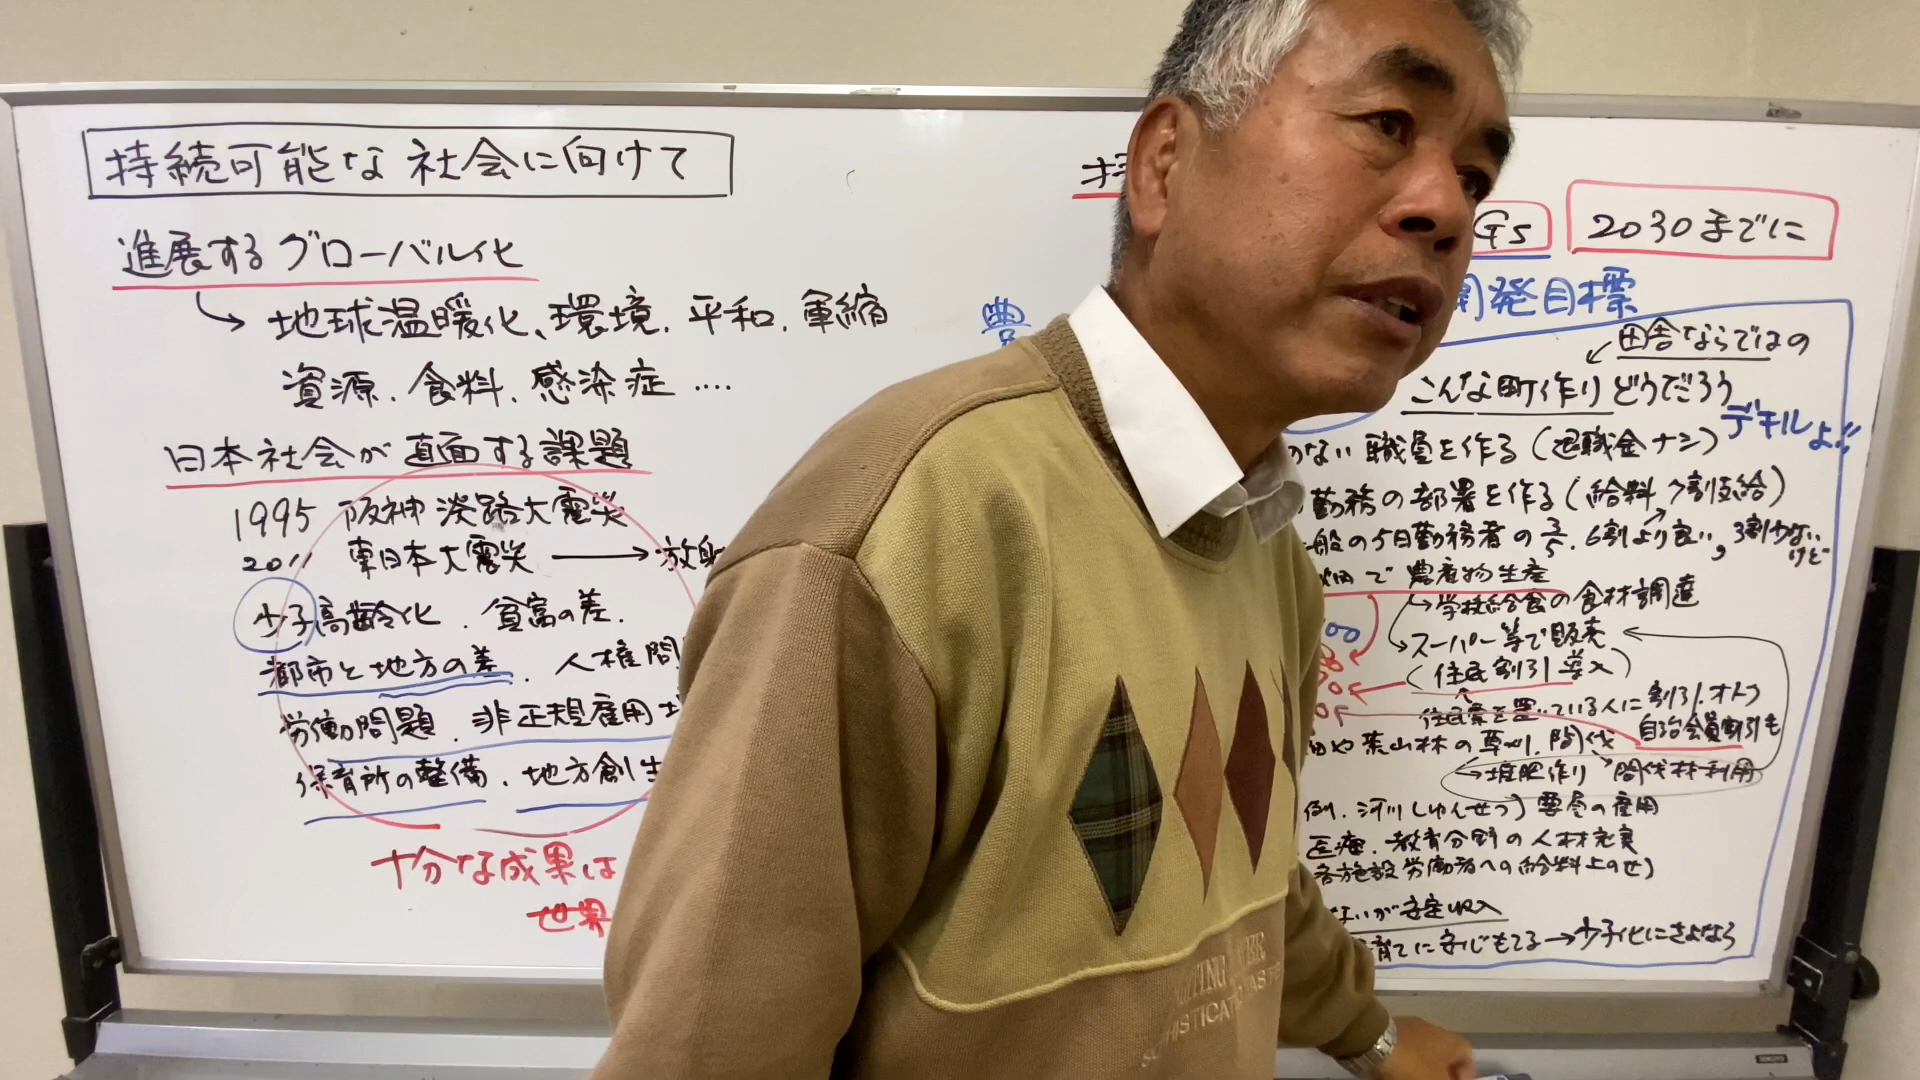 持続可能な社会に向けて
進展するグローバル化
地球温暖化、環境、平和、軍縮
資源、食料、感染症 ....
日本社会が直面する課題
1995 阪神淡路大震災
2011 東日本大震災 → 放射
少子高齢化、貧富の差、
都市と地方の差、人権問
労働問題、非正規雇用
保育所の整備、地方創生
十分な成果は
世界
豊
持
Gs
2030までに
開発目標
田舎ならではの
こんな町作りどうだろう
デキルよ!!
のない職員を作る(退職金ナシ)
勤務の部署を作る(給料7割支給)
般の5日勤務者の3/5、6割より良い、3割少ないけど
畑で農産物生産
→学校給食の食材調達
→スーパー等で販売
(住民割引導入)
住民票を置いている人に割引、オトク
自治会員割引も
田や葉山林の草刈、間伐
→堆肥作り 間伐材利用
例、河川しゅんせつ)要員の雇用
医療、教育分野の人材充実
各施設労働者への給料上のせ)
ないが安定収入
育てに安心もてる→少子化にさよなら